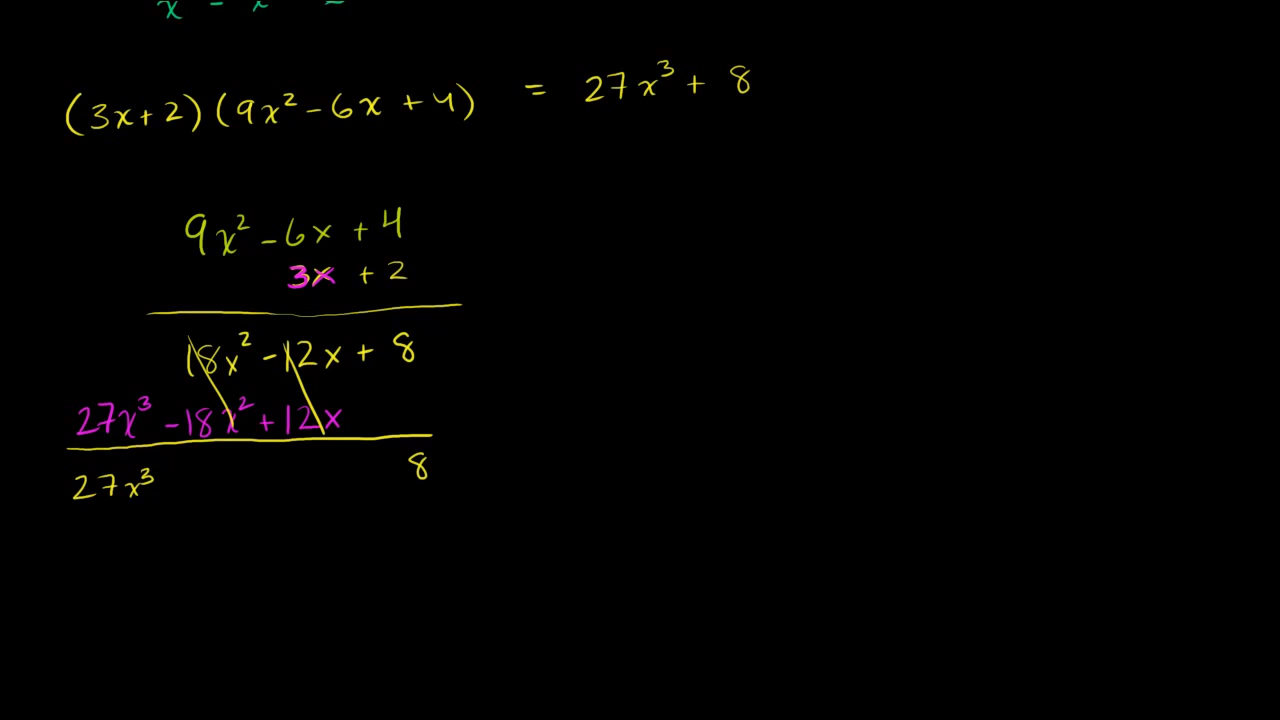 (3x+2)(9x²-6x+4) = 27x³ + 8
9x² - 6x + 4
3x + 2
18x² - 12x + 8
27x³ - 18x² + 12x
27x³ 8